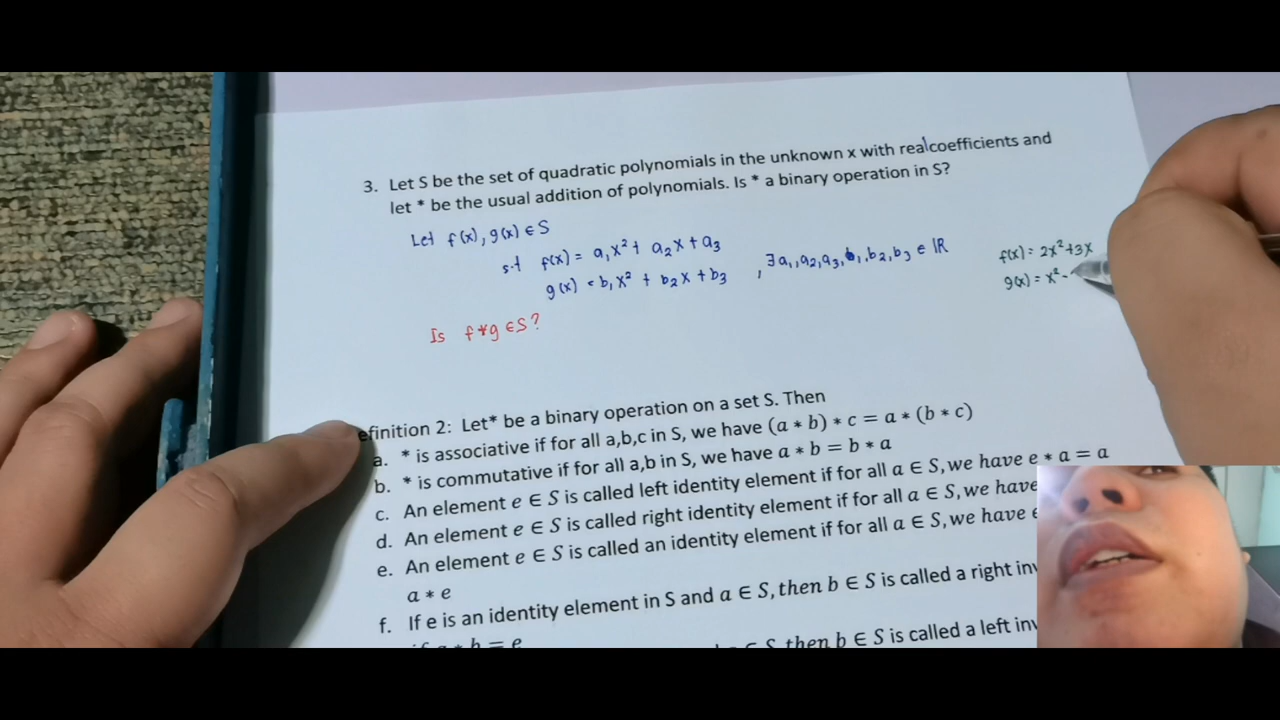 3. Let S be the set of quadratic polynomials in the unknown x with real coefficients and
let * be the usual addition of polynomials. Is * a binary operation in S?
Let f(x), g(x) ∈ S
s.t f(x) = a₁x² + a₂x + a₃
g(x) = b₁x² + b₂x + b₃ , ∃ a₁, a₂, a₃, b₁, b₂, b₃ ∈ ℝ
f(x) = 2x² + 3x
g(x) = x² -
Is f * g ∈ S?
efinition 2: Let* be a binary operation on a set S. Then
a. * is associative if for all a,b,c in S, we have (a * b) * c = a * (b * c)
b. * is commutative if for all a,b in S, we have a * b = b * a
c. An element e ∈ S is called left identity element if for all a ∈ S, we have e * a = a
d. An element e ∈ S is called right identity element if for all a ∈ S, we have
e. An element e ∈ S is called an identity element if for all a ∈ S, we have
a * e
f. If e is an identity element in S and a ∈ S, then b ∈ S is called a right
then b ∈ S is called a left